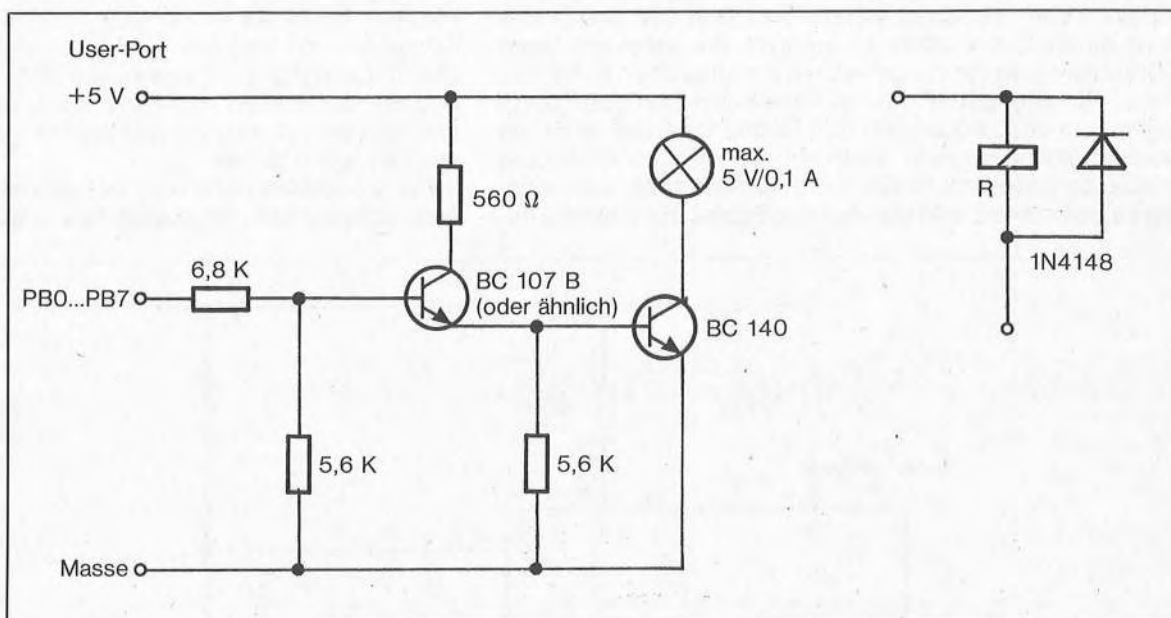 User-Port
+5 V
max.
5 V/0,1 A
560 Ω
R
1N4148
6,8 K
PB0...PB7
BC 107 B
(oder ähnlich)
BC 140
5,6 K
5,6 K
Masse